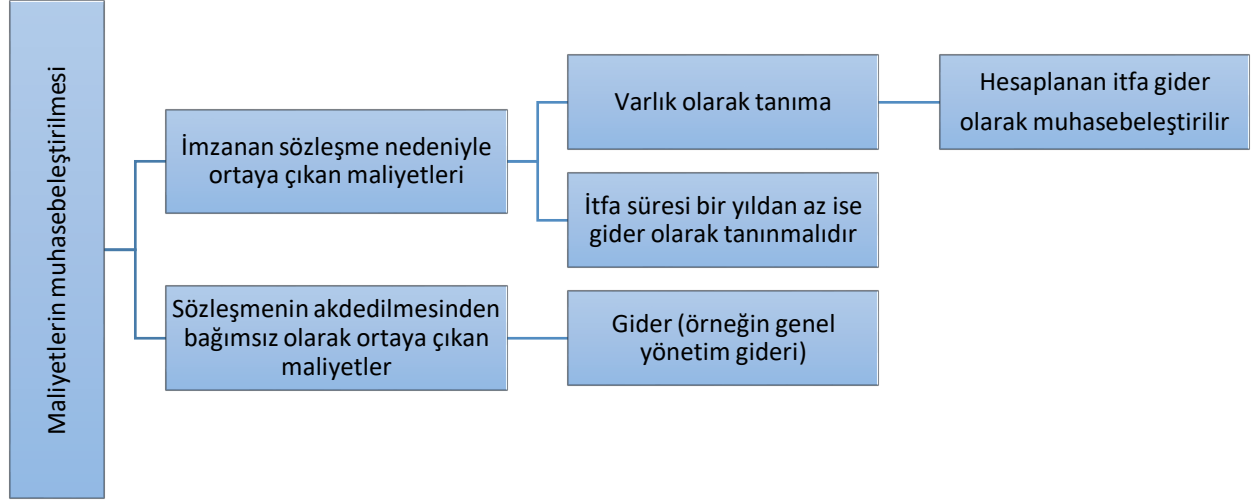 Maliyetlerin muhasebeleştirilmesi
İmzanan sözleşme nedeniyle
ortaya çıkan maliyetleri
Varlık olarak tanıma
Hesaplanan itfa gider
olarak muhasebeleştirilir
İtfa süresi bir yıldan az ise
gider olarak tanınmalıdır
Sözleşmenin akdedilmesinden
bağımsız olarak ortaya çıkan
maliyetler
Gider (örneğin genel
yönetim gideri)